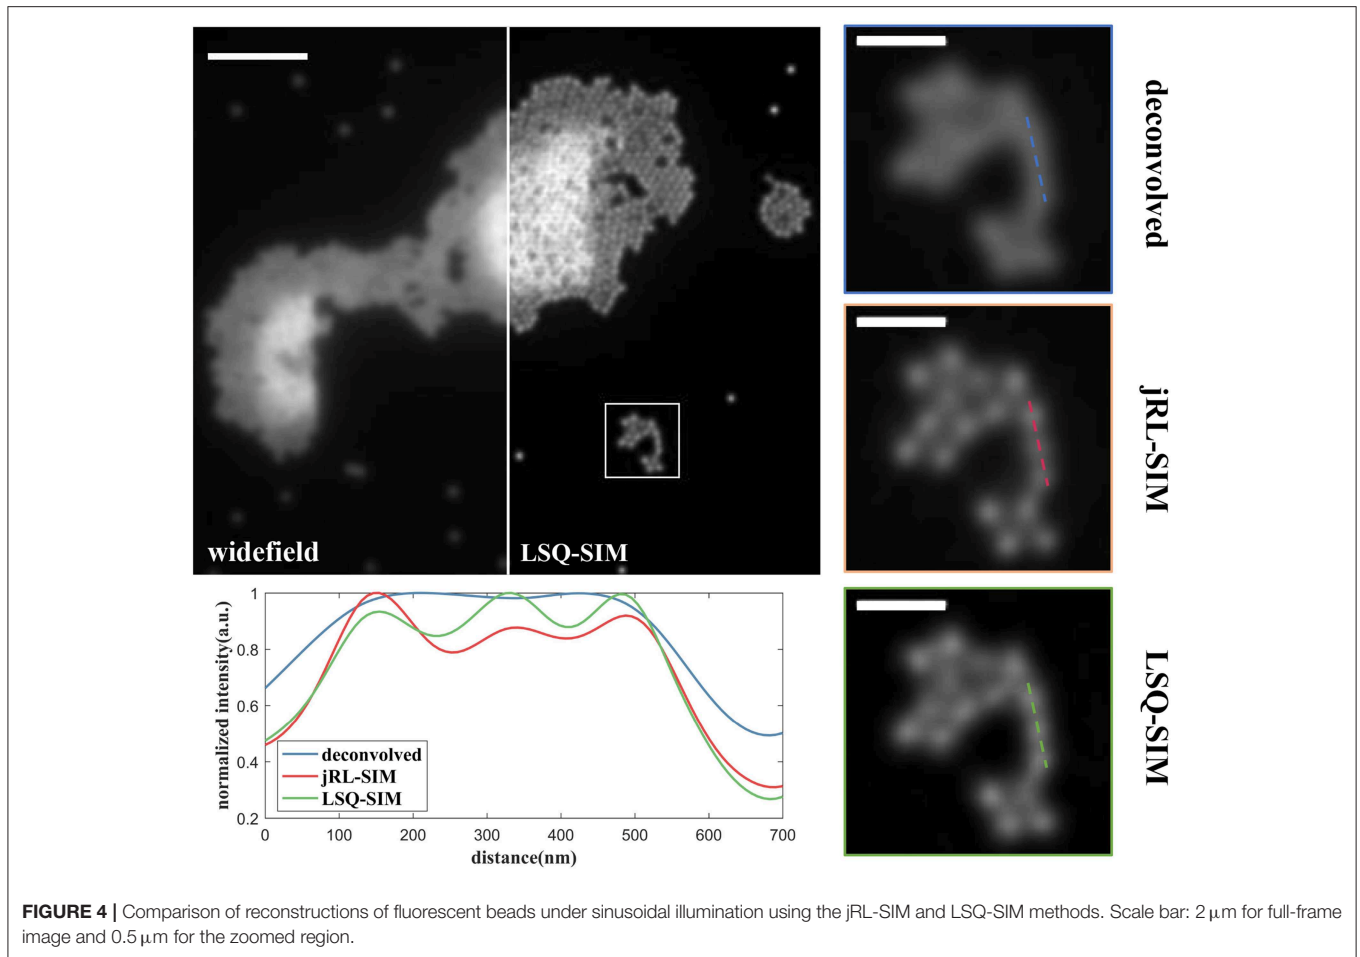 widefield
LSQ-SIM
deconvolved
jRL-SIM
LSQ-SIM
normalized intensity(a.u.)
1
0.8
0.6
0.4
0.2
deconvolved
jRL-SIM
LSQ-SIM
0 100 200 300 400 500 600 700
distance(nm)
FIGURE 4 | Comparison of reconstructions of fluorescent beads under sinusoidal illumination using the jRL-SIM and LSQ-SIM methods. Scale bar: 2 μm for full-frame
image and 0.5 μm for the zoomed region.